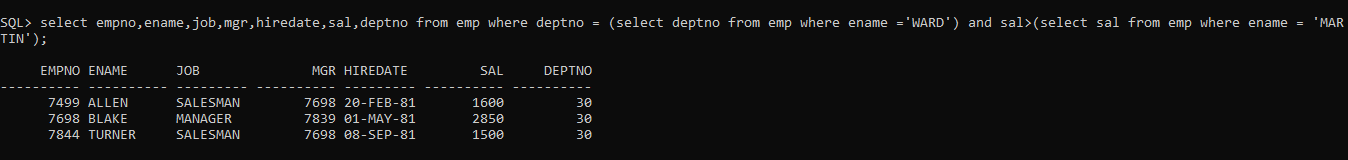 SQL> select empno,ename,job,mgr,hiredate,sal,deptno from emp where deptno = (select deptno from emp where ename ='WARD') and sal>(select sal from emp where ename = 'MAR
TIN');
     EMPNO ENAME      JOB              MGR HIREDATE         SAL     DEPTNO
---------- ---------- --------- ---------- --------- ---------- ----------
      7499 ALLEN      SALESMAN        7698 20-FEB-81       1600         30
      7698 BLAKE      MANAGER         7839 01-MAY-81       2850         30
      7844 TURNER     SALESMAN        7698 08-SEP-81       1500         30